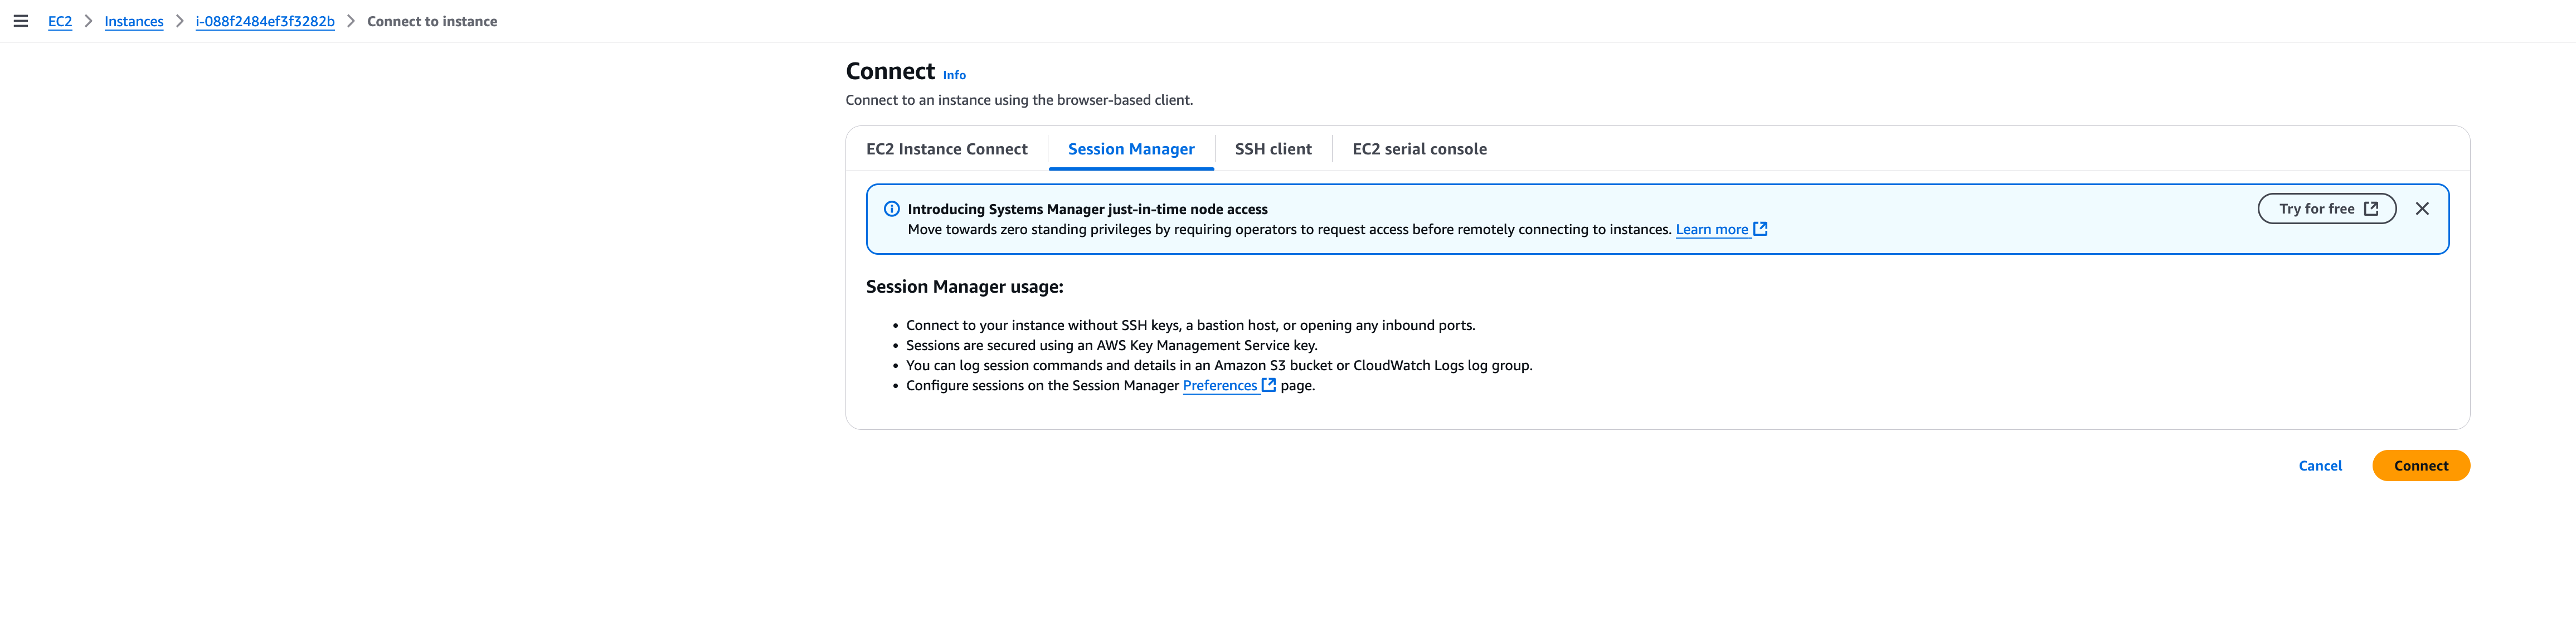 EC2 > Instances > i-088f2484ef3f3282b > Connect to instance
Connect Info
Connect to an instance using the browser-based client.
EC2 Instance Connect
Session Manager
SSH client
EC2 serial console
Introducing Systems Manager just-in-time node access
Move towards zero standing privileges by requiring operators to request access before remotely connecting to instances. Learn more
Try for free
Session Manager usage:
• Connect to your instance without SSH keys, a bastion host, or opening any inbound ports.
• Sessions are secured using an AWS Key Management Service key.
• You can log session commands and details in an Amazon S3 bucket or CloudWatch Logs log group.
• Configure sessions on the Session Manager Preferences page.
Cancel
Connect